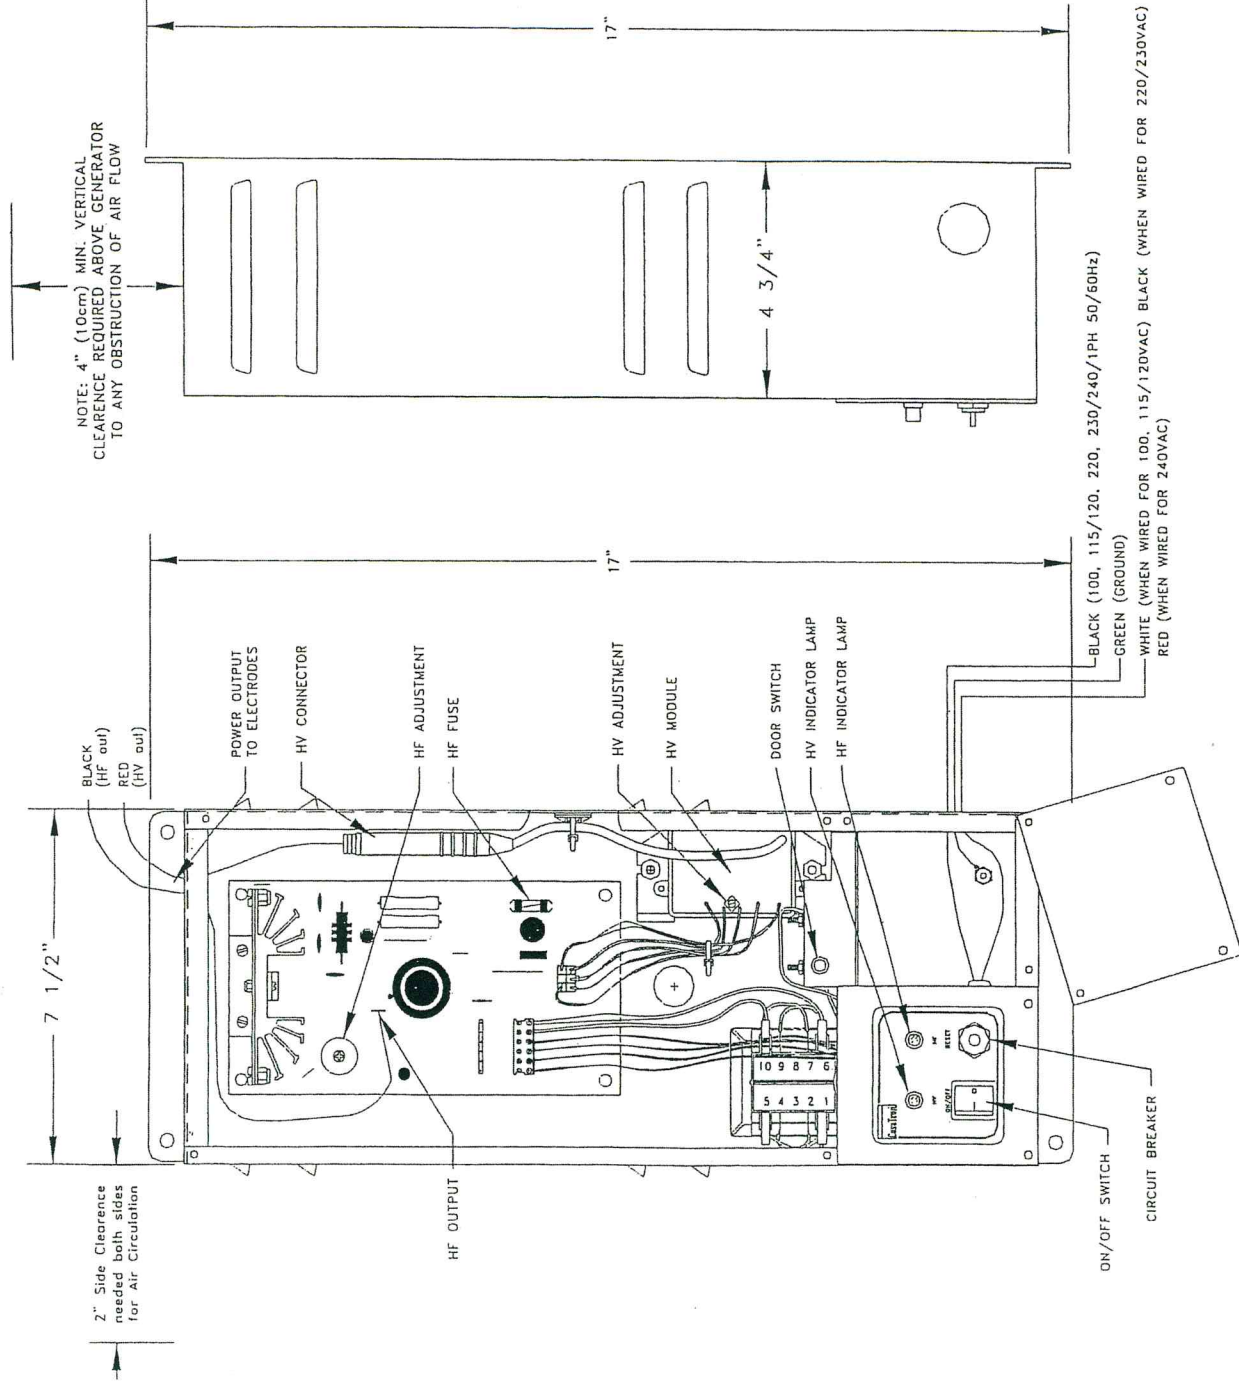 17"
NOTE: 4" (10cm) MIN. VERTICAL
CLEARENCE REQUIRED ABOVE GENERATOR
TO ANY OBSTRUCTION OF AIR FLOW
4 3/4"
17"
BLACK
(HF out)
RED
(HV out)
POWER OUTPUT
TO ELECTRODES
HV CONNECTOR
HF ADJUSTMENT
HF FUSE
HV ADJUSTMENT
HV MODULE
DOOR SWITCH
HV INDICATOR LAMP
HF INDICATOR LAMP
BLACK (100, 115/120, 220, 230/240/1PH 50/60Hz)
GREEN (GROUND)
WHITE (WHEN WIRED FOR 100, 115/120VAC) BLACK (WHEN WIRED FOR 220/230VAC)
RED (WHEN WIRED FOR 240VAC)
7 1/2"
2" Side Clearence
needed both sides
for Air Circulation
10 9 8 7 6
5 4 3 2 1
HF
RESET
HV
ON/OFF
HF OUTPUT
ON/OFF SWITCH
CIRCUIT BREAKER